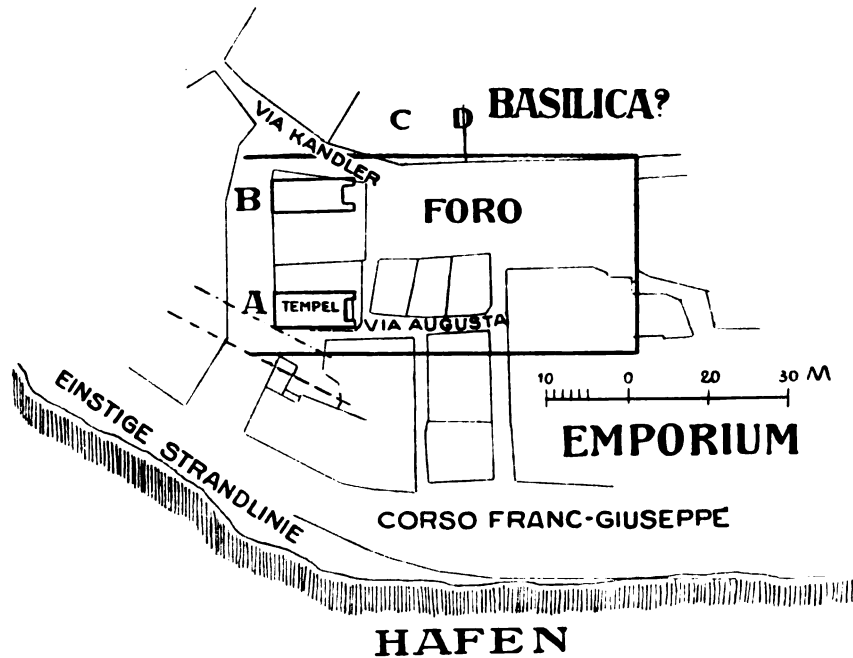 C D BASILICA?
VIA KANDLER
B
FORO
A TEMPEL
VIA AUGUSTA
10 0 20 30 M
EINSTIGE STRANDLINIE
EMPORIUM
CORSO FRANC-GIUSEPPE
HAFEN